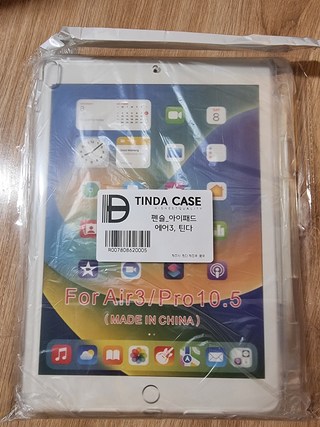 TINDA CASE
펜슬_아이패드
에어3, 틴다
R007808620005
For Air3/Pro10.5
(MADE IN CHINA)